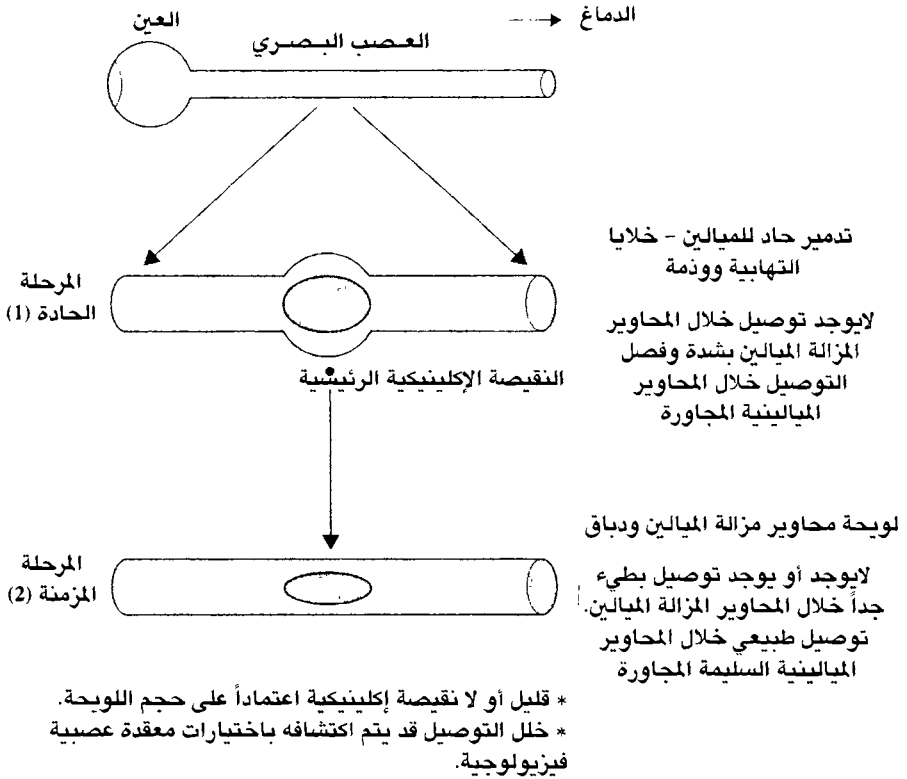 العين
الدماغ
العصب البصري
تدمير حاد للميالين - خلايا
التهابية ووذمة
المرحلة
الحادة (1)
لايوجد توصيل خلال المحاوير
المزالة الميالين بشدة وفصل
التوصيل خلال المحاوير
الميالينية المجاورة
النقيصة الإكلينيكية الرئيسية
لويحة محاوير مزالة الميالين ودباق
المرحلة
المزمنة (2)
لايوجد أو يوجد توصيل بطيء
جداً خلال المحاوير المزالة الميالين.
توصيل طبيعي خلال المحاوير
الميالينية السليمة المجاورة
* قليل أو لا نقيصة إكلينيكية اعتماداً على حجم اللويحة.
* خلل التوصيل قد يتم اكتشافه باختيارات معقدة عصبية
فيزيولوجية.